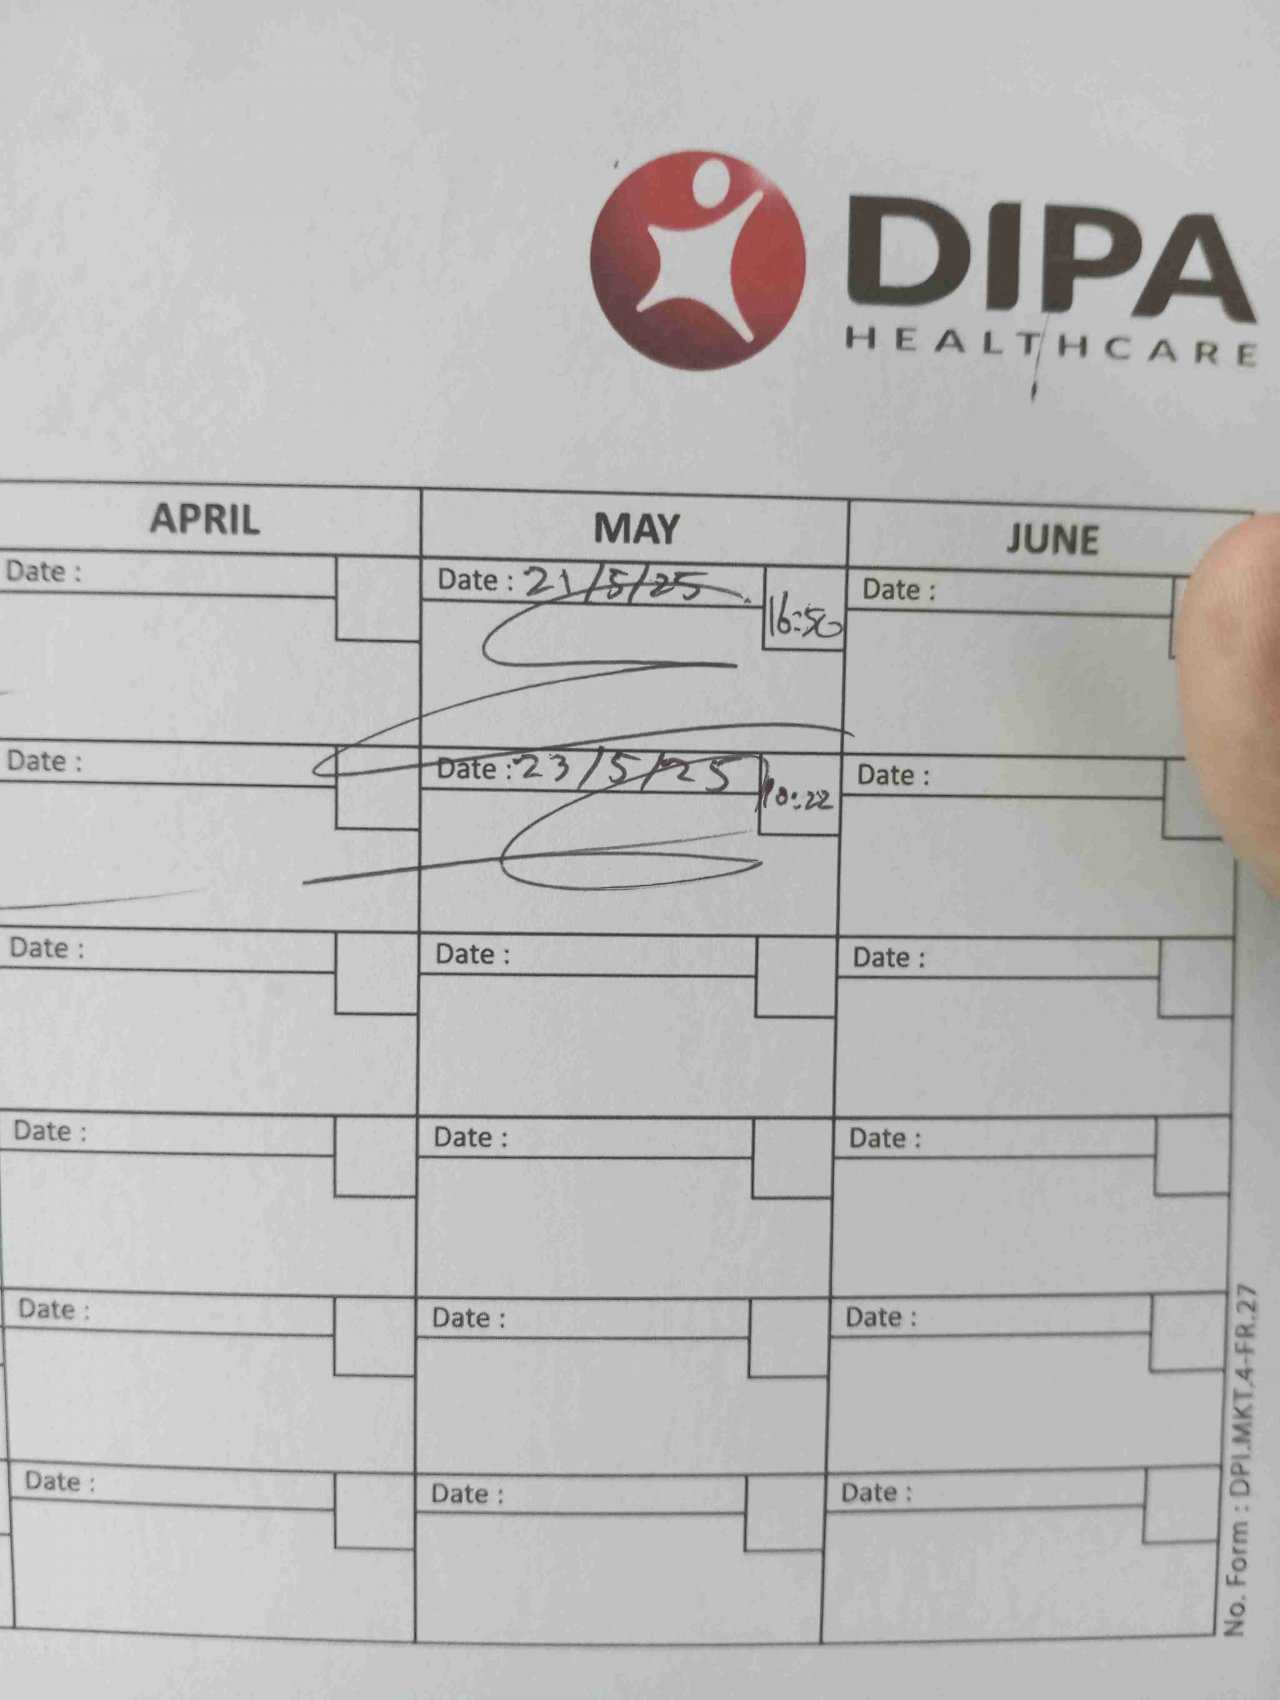 DIPA
HEALTHCARE
APRIL MAY JUNE
Date : Date : 21/5/25 16:50 Date :
Date : Date : 23/5/25 10:22 Date :
Date : Date : Date :
Date : Date : Date :
Date : Date : Date :
Date : Date : Date :
No. Form : DPI.MKT.4-FR.27